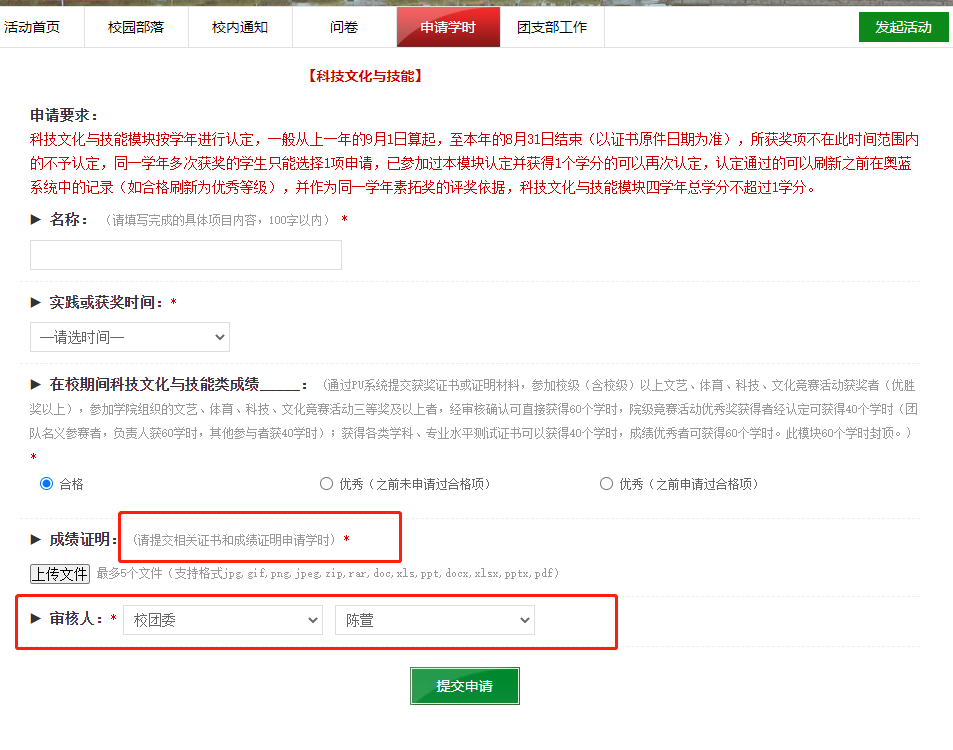 活动首页 校园部落 校内通知 问卷 申请学时 团支部工作 发起活动
【科技文化与技能】
申请要求：
科技文化与技能模块按学年进行认定，一般从上一年的9月1日算起，至本年的8月31日结束（以证书原件日期为准），所获奖项不在此时间范围内
的不予认定，同一学年多次获奖的学生只能选择1项申请，已参加过本模块认定并获得1个学分的可以再次认定，认定通过的可以刷新之前在奥蓝
系统中的记录（如合格刷新为优秀等级），并作为同一学年素拓奖的评奖依据，科技文化与技能模块四学年总学分不超过1学分。
▶ 名称： （请填写完成的具体项目内容，100字以内） *
▶ 实践或获奖时间：*
—请选时间—
▶ 在校期间科技文化与技能类成绩_____： （通过PU系统提交获奖证书或证明材料，参加校级（含校级）以上文艺、体育、科技、文化竞赛活动获奖者（优胜
奖以上），参加学院组织的文艺、体育、科技、文化竞赛活动三等奖及以上者，经审核确认可直接获得60个学时，院级竞赛活动优秀奖获得者经认定可获得40个学时（团
队名义参赛者，负责人获60学时，其他参与者获40学时）；获得各类学科、专业水平测试证书可以获得40个学时，成绩优秀者可获得60个学时。此模块60个学时封顶。）
*
合格 优秀（之前未申请过合格项） 优秀（之前申请过合格项）
▶ 成绩证明： （请提交相关证书和成绩证明申请学时） *
上传文件 最多5个文件（支持格式jpg,gif,png,jpeg,zip,rar,doc,xls,ppt,docx,xlsx,pptx,pdf）
▶ 审核人：* 校团委 陈萱
提交申请